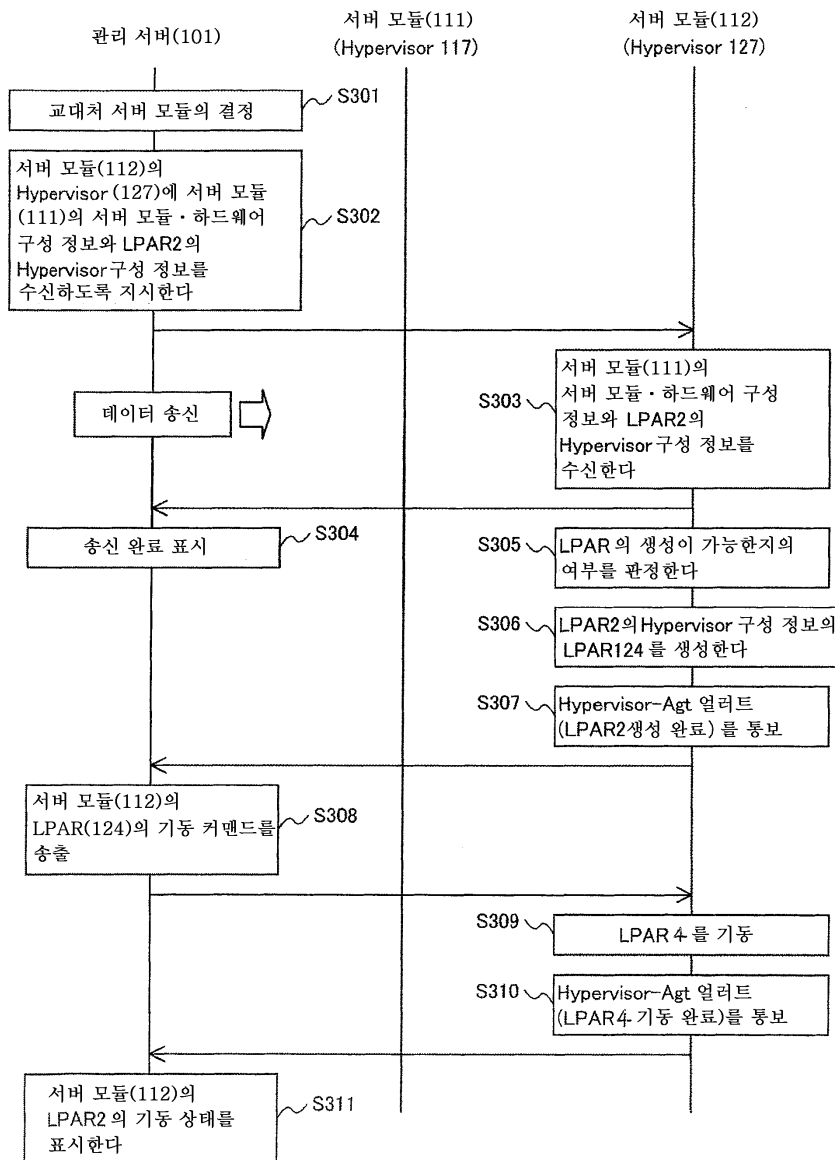 관리 서버(101)
서버 모듈(111)
(Hypervisor 117)
서버 모듈(112)
(Hypervisor 127)
교대처 서버 모듈의 결정
S301
서버 모듈(112)의
Hypervisor(127)에 서버 모듈
(111)의 서버 모듈·하드웨어
구성 정보와 LPAR2의
Hypervisor구성 정보를
수신하도록 지시한다
S302
데이터 송신
S303
서버 모듈(111)의
서버 모듈·하드웨어 구성
정보와 LPAR2의
Hypervisor구성 정보를
수신한다
송신 완료 표시
S304
S305
LPAR의 생성이 가능한지의
여부를 판정한다
S306
LPAR2의Hypervisor 구성 정보의
LPAR124를 생성한다
S307
Hypervisor-Agt 얼러트
(LPAR2생성 완료)를 통보
서버 모듈(112)의
LPAR(124)의 기동 커맨드를
송출
S308
S309
LPAR4를 기동
S310
Hypervisor-Agt 얼러트
(LPAR4 기동 완료)를 통보
서버 모듈(112)의
LPAR2의 기동 상태를
표시한다
S311